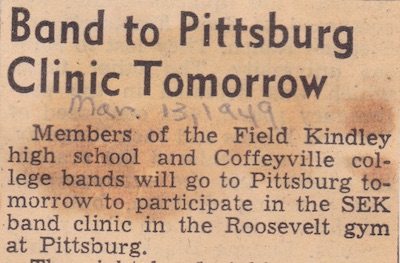 Band to Pittsburg
Clinic Tomorrow
Mar. 13, 1949
Members of the Field Kindley
high school and Coffeyville col-
lege bands will go to Pittsburg to-
morrow to participate in the SEK
band clinic in the Roosevelt gym
at Pittsburg.